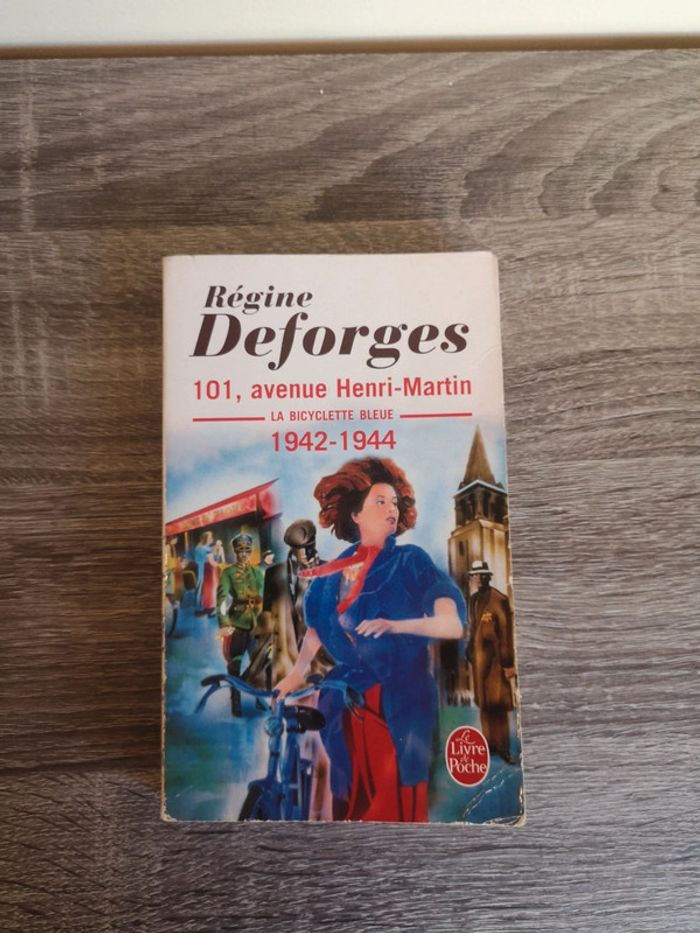 Régine
Deforges
101, avenue Henri-Martin
LA BICYCLETTE BLEUE
1942-1944
Le
Livre
de
Poche